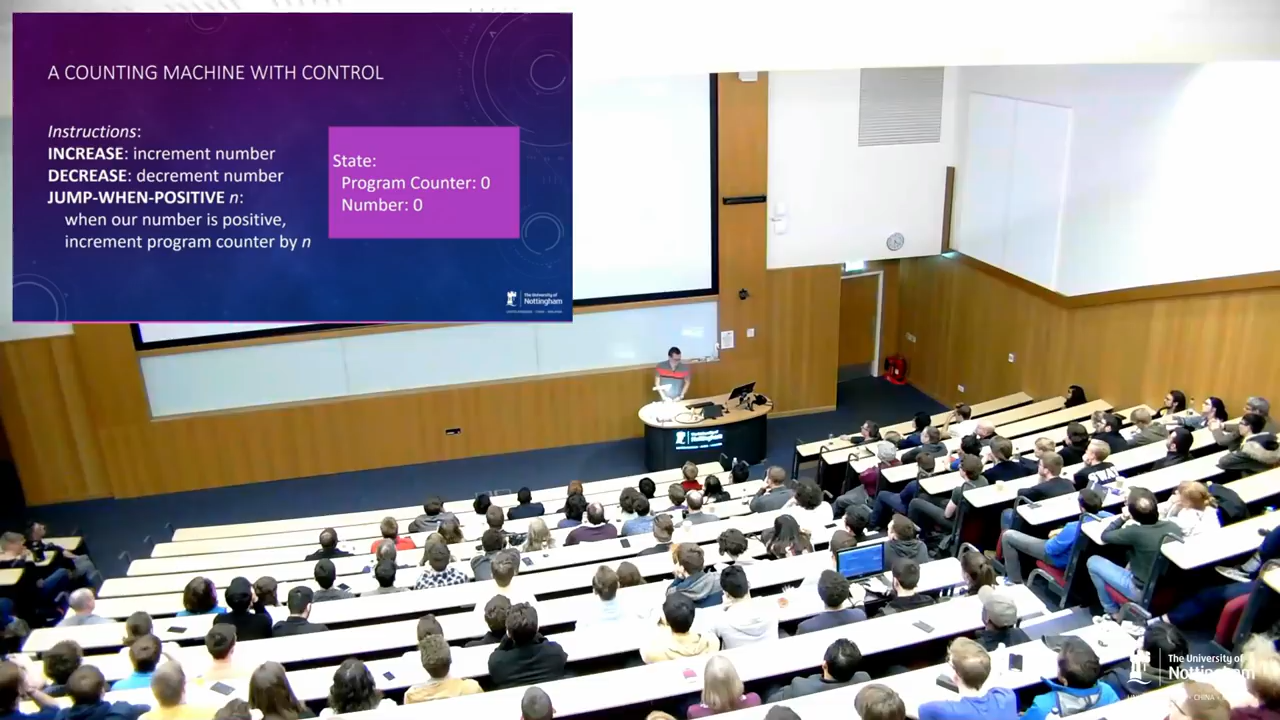 A COUNTING MACHINE WITH CONTROL
Instructions:
INCREASE: increment number
DECREASE: decrement number
JUMP-WHEN-POSITIVE n:
when our number is positive,
increment program counter by n
State:
Program Counter: 0
Number: 0
The University of
Nottingham
The University of
Nottingham